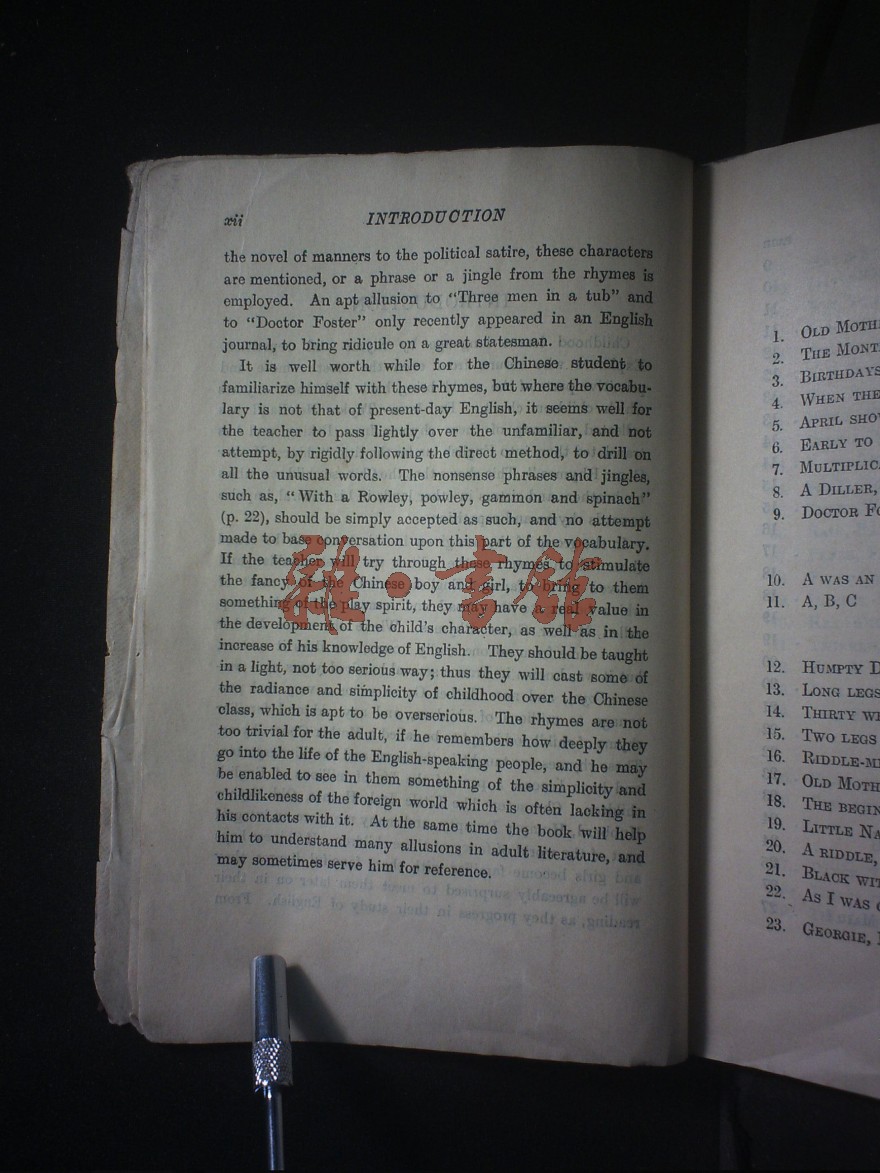 xii INTRODUCTION
the novel of manners to the political satire, these characters
are mentioned, or a phrase or a jingle from the rhymes is
employed. An apt allusion to “Three men in a tub” and
to “Doctor Foster” only recently appeared in an English
journal, to bring ridicule on a great statesman.
It is well worth while for the Chinese student to
familiarize himself with these rhymes, but where the vocabu-
lary is not that of present-day English, it seems well for
the teacher to pass lightly over the unfamiliar, and not
attempt, by rigidly following the direct method, to drill on
all the unusual words. The nonsense phrases and jingles,
such as, “With a Rowley, powley, gammon and spinach”
(p. 22), should be simply accepted as such, and no attempt
made to base conversation upon this part of the vocabulary.
If the teacher will try through these rhymes to stimulate
the fancy of the Chinese boy and girl, to bring to them
something of the play spirit, they may have a real value in
the development of the child’s character, as well as in the
increase of his knowledge of English. They should be taught
in a light, not too serious way; thus they will cast some of
the radiance and simplicity of childhood over the Chinese
class, which is apt to be overserious. The rhymes are not
too trivial for the adult, if he remembers how deeply they
go into the life of the English-speaking people, and he may
be enabled to see in them something of the simplicity and
childlikeness of the foreign world which is often lacking in
his contacts with it. At the same time the book will help
him to understand many allusions in adult literature, and
may sometimes serve him for reference.
雅·书馆
1. OLD MOTH
2. THE MONT
3. BIRTHDAYS
4. WHEN THE
5. APRIL SHO
6. EARLY TO
7. MULTIPLIC
8. A DILLER,
9. DOCTOR FO
10. A WAS AN
11. A, B, C
12. HUMPTY D
13. LONG LEGS
14. THIRTY WH
15. TWO LEGS
16. RIDDLE-ME
17. OLD MOTH
18. THE BEGIN
19. LITTLE NA
20. A RIDDLE,
21. BLACK WIT
22. AS I WAS
23. GEORGIE,